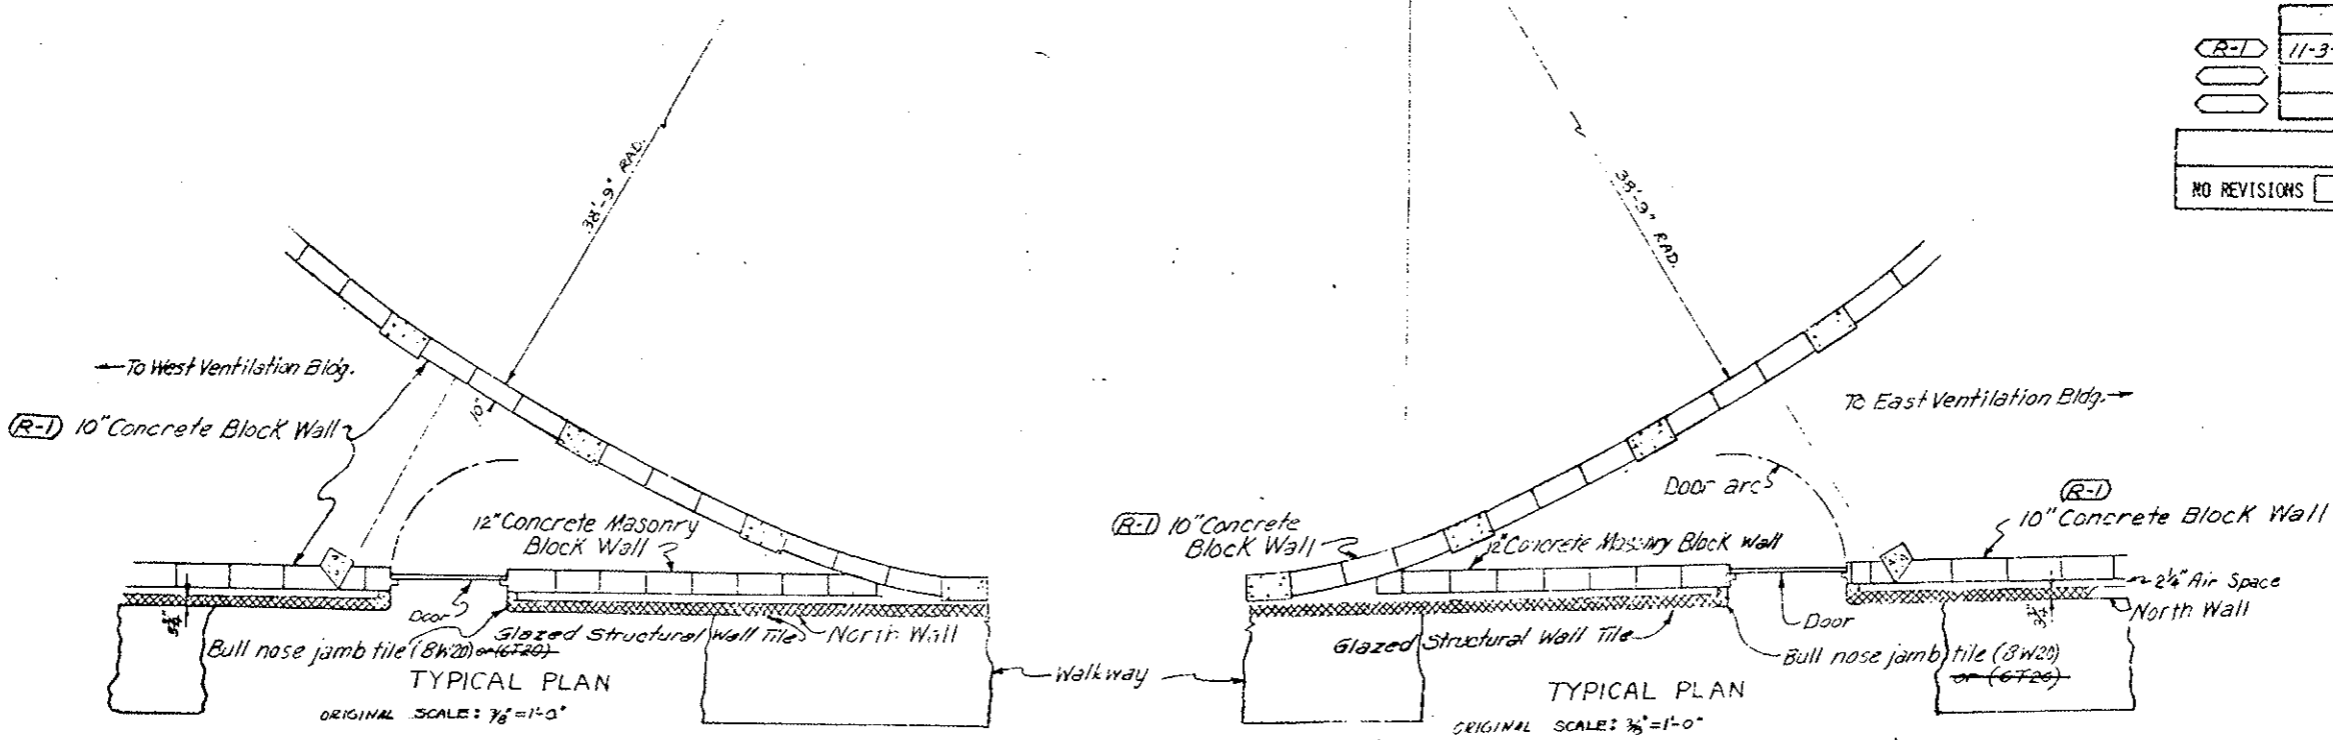 R-1
11-3-
NO REVISIONS
38'-9" RAD.
←To West Ventilation Bldg.
R-1 10" Concrete Block Wall
10"
12" Concrete Masonry
Block Wall
Door
Bull nose jamb tile (8W20) or (6T20)
Glazed Structural Wall Tile
North Wall
TYPICAL PLAN
ORIGINAL SCALE: 3/8"=1'-0"
Walkway
38'-9" RAD.
To East Ventilation Bldg.→
Door arc
R-1 10" Concrete
Block Wall
12" Concrete Masonry Block Wall
R-1
10" Concrete Block Wall
2¼" Air Space
North Wall
3¾"
Door
Glazed Structural Wall Tile
Bull nose jamb tile (8W20)
or (6T20)
TYPICAL PLAN
ORIGINAL SCALE: 3/8"=1'-0"